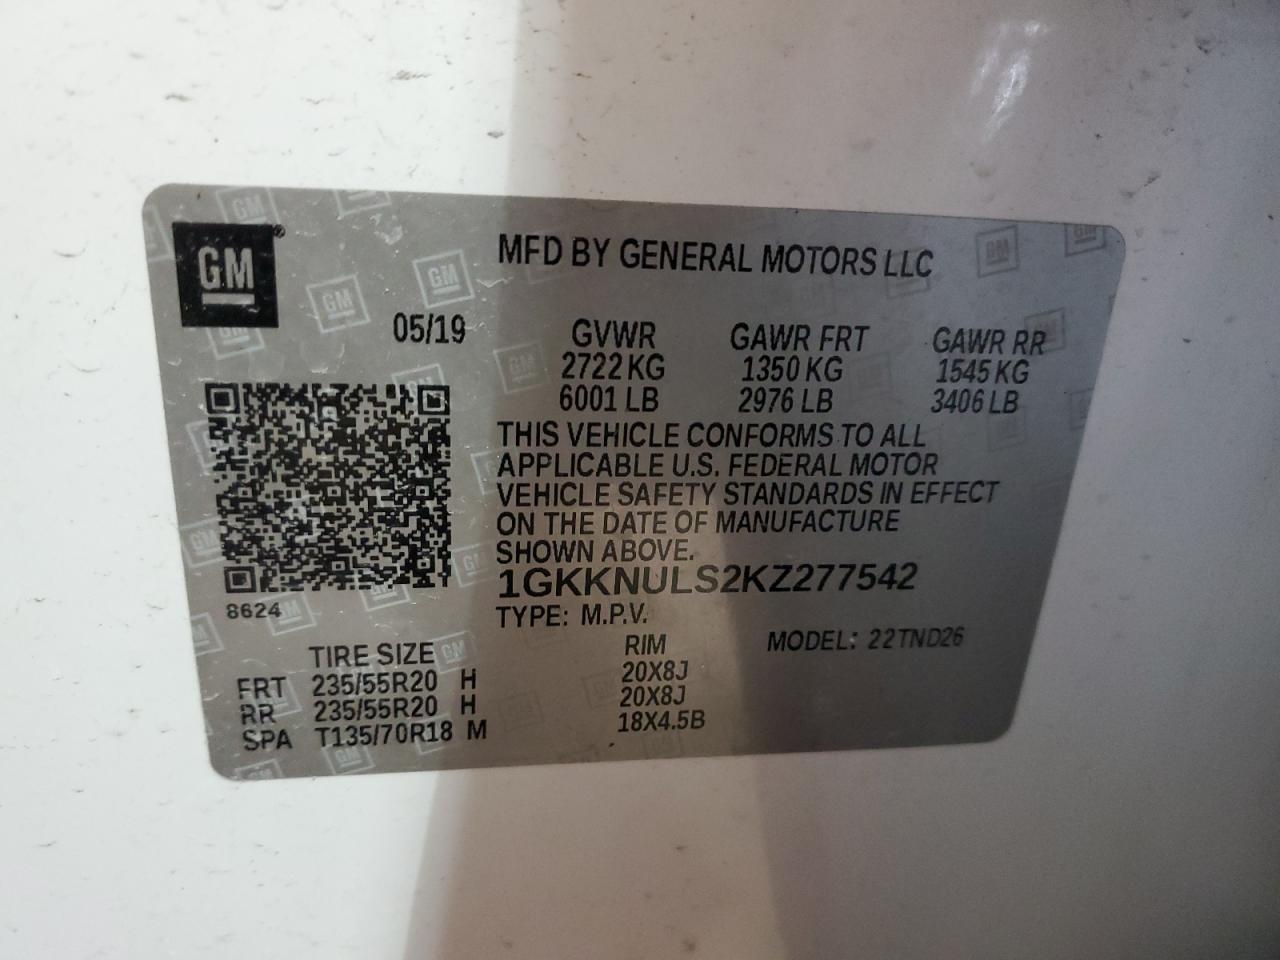 GM®
MFD BY GENERAL MOTORS LLC
05/19 GVWR GAWR FRT GAWR RR
2722 KG 1350 KG 1545 KG
6001 LB 2976 LB 3406 LB
THIS VEHICLE CONFORMS TO ALL
APPLICABLE U.S. FEDERAL MOTOR
VEHICLE SAFETY STANDARDS IN EFFECT
ON THE DATE OF MANUFACTURE
SHOWN ABOVE.
1GKKNULS2KZ277542
8624
TYPE: M.P.V.
MODEL: 22TND26
TIRE SIZE RIM
FRT 235/55R20 H 20X8J
RR 235/55R20 H 20X8J
SPA T135/70R18 M 18X4.5B